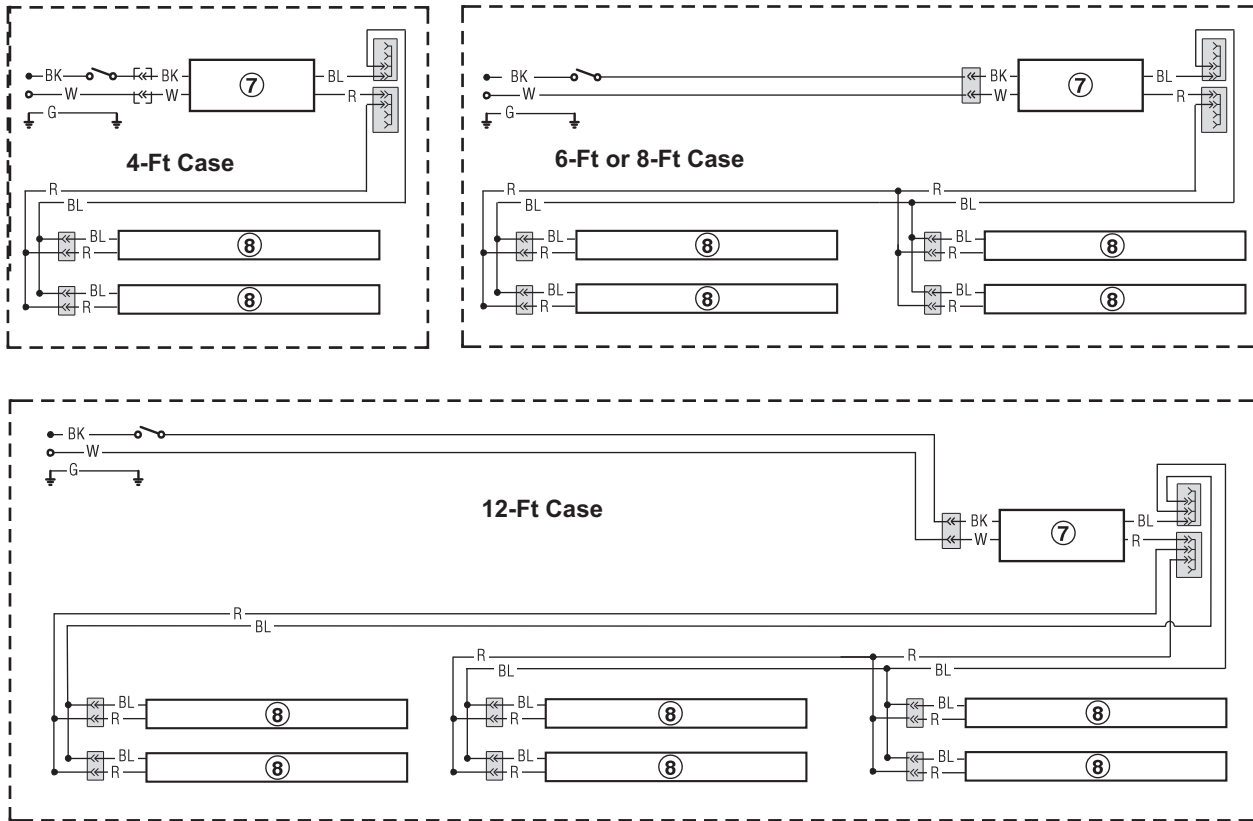 BK BK 7 BL
W W R
G
4-Ft Case
R
BL
BL 8
R
BL 8
R
BK BK 7 BL
W W R
G
6-Ft or 8-Ft Case
R R
BL BL
BL 8 BL 8
R R
BL 8 BL 8
R R
BK
W
G
12-Ft Case
BK 7 BL
W R
R
BL
R R
BL BL
BL 8 BL 8 BL 8
R R R
BL 8 BL 8 BL 8
R R R